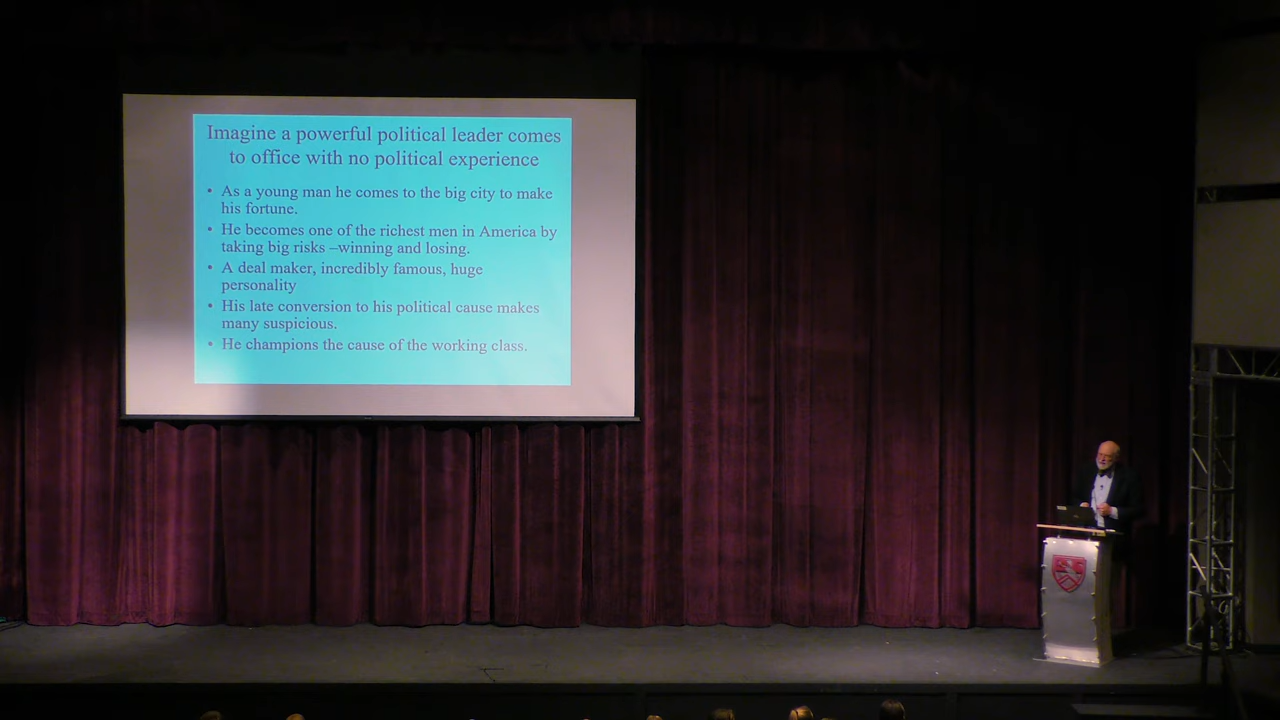 Imagine a powerful political leader comes
to office with no political experience
• As a young man he comes to the big city to make
his fortune.
• He becomes one of the richest men in America by
taking big risks –winning and losing.
• A deal maker, incredibly famous, huge
personality
• His late conversion to his political cause makes
many suspicious.
• He champions the cause of the working class.